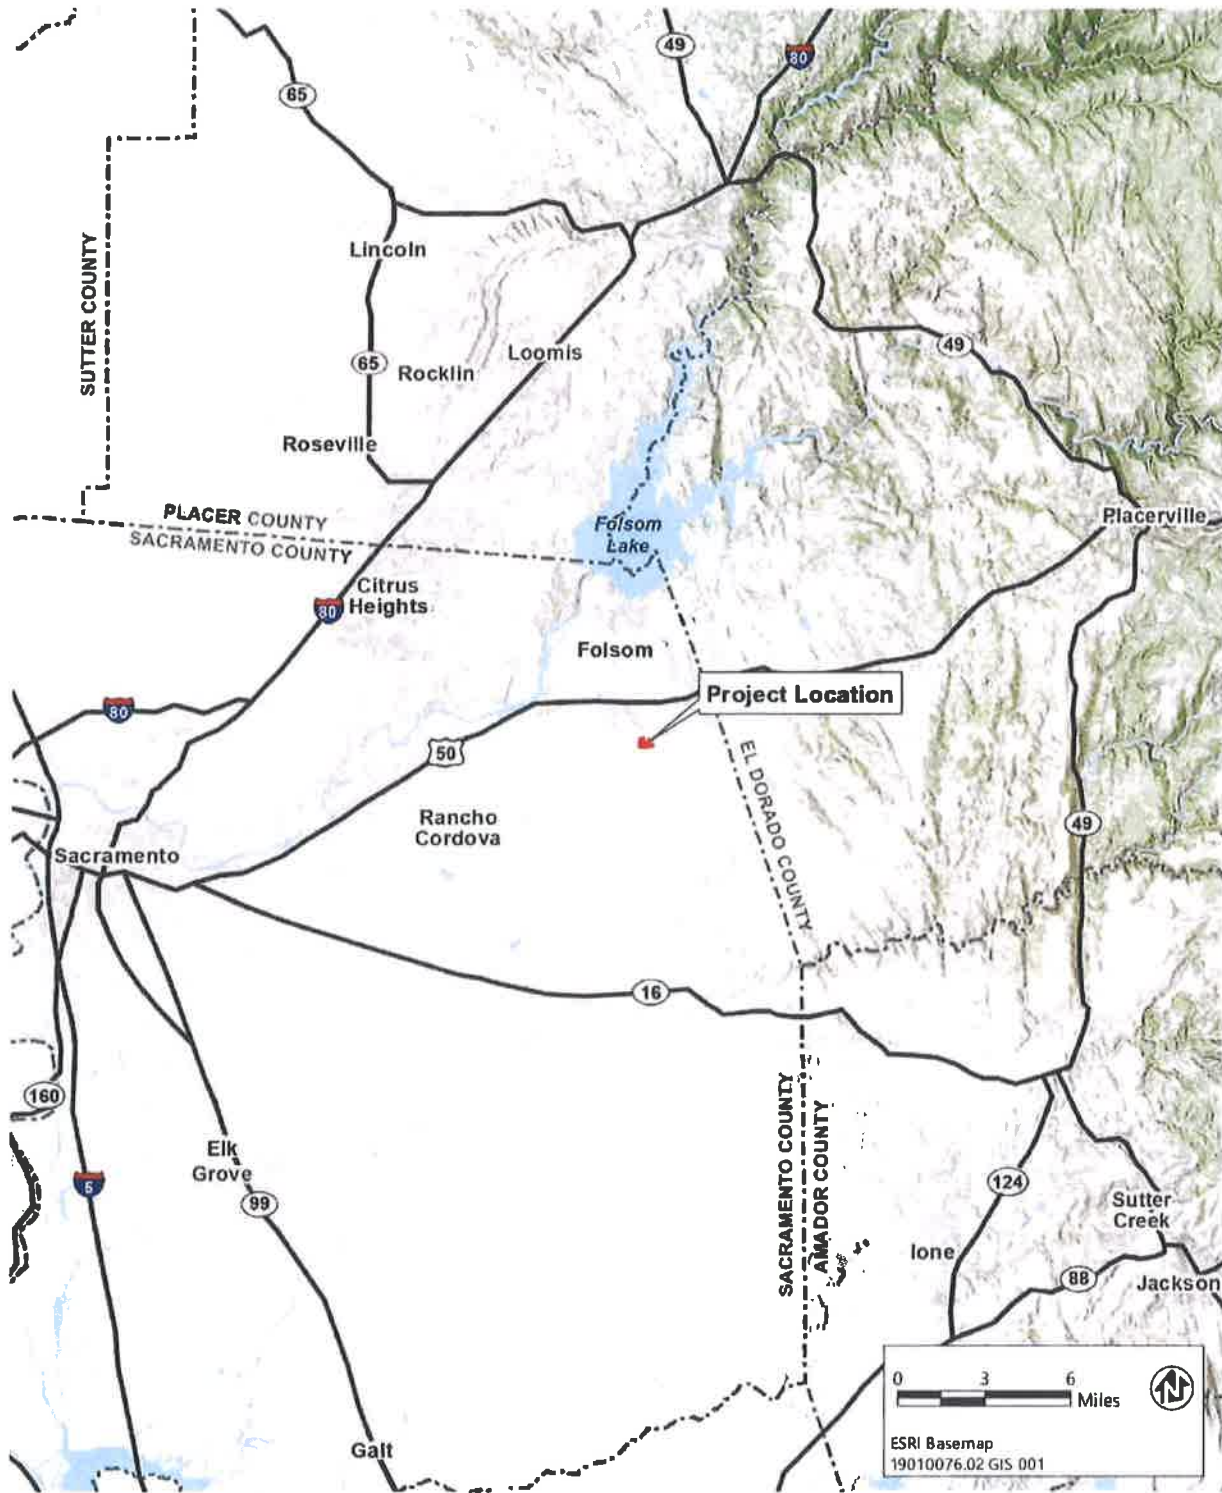 49
80
65
Lincoln
SUTTER COUNTY
Loomis
49
65
Rocklin
Roseville
PLACER COUNTY
SACRAMENTO COUNTY
Folsom
Lake
Placerville
Citrus
Heights
80
Folsom
Project Location
80
50
EL DORADO COUNTY
Rancho
Cordova
49
Sacramento
16
160
SACRAMENTO COUNTY
AMADOR COUNTY
Elk
Grove
5
99
124
Sutter
Creek
Ione
88
Jackson
0 3 6
Miles
N
Galt
ESRI Basemap
19010076.02 GIS 001